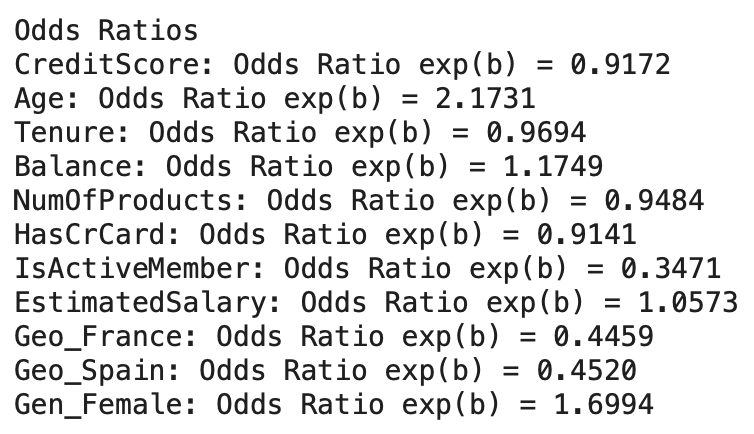 Odds Ratios
CreditScore: Odds Ratio exp(b) = 0.9172
Age: Odds Ratio exp(b) = 2.1731
Tenure: Odds Ratio exp(b) = 0.9694
Balance: Odds Ratio exp(b) = 1.1749
NumOfProducts: Odds Ratio exp(b) = 0.9484
HasCrCard: Odds Ratio exp(b) = 0.9141
IsActiveMember: Odds Ratio exp(b) = 0.3471
EstimatedSalary: Odds Ratio exp(b) = 1.0573
Geo_France: Odds Ratio exp(b) = 0.4459
Geo_Spain: Odds Ratio exp(b) = 0.4520
Gen_Female: Odds Ratio exp(b) = 1.6994